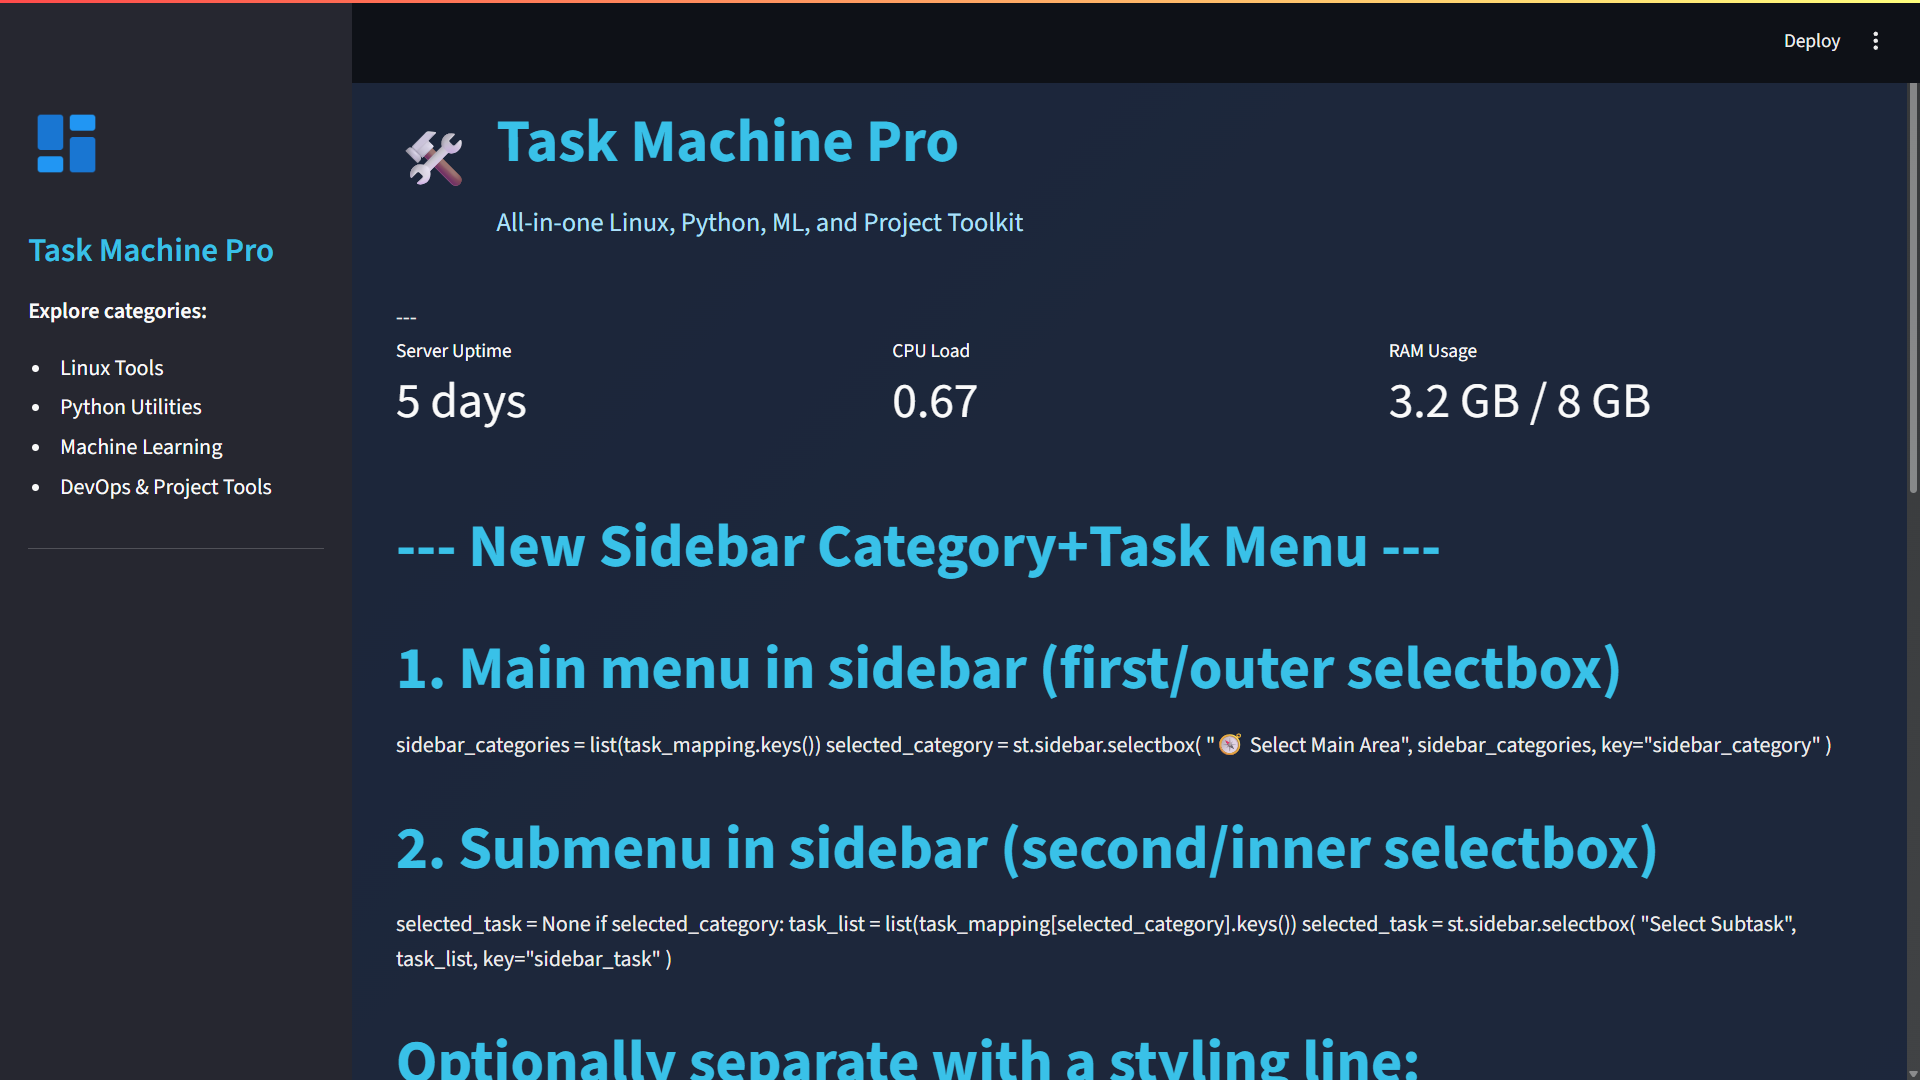 Deploy
Task Machine Pro
Explore categories:
Linux Tools
Python Utilities
Machine Learning
DevOps & Project Tools
Task Machine Pro
All-in-one Linux, Python, ML, and Project Toolkit
---
Server Uptime
5 days
CPU Load
0.67
RAM Usage
3.2 GB / 8 GB
--- New Sidebar Category+Task Menu ---
1. Main menu in sidebar (first/outer selectbox)
sidebar_categories = list(task_mapping.keys()) selected_category = st.sidebar.selectbox( "🧭 Select Main Area", sidebar_categories, key="sidebar_category" )
2. Submenu in sidebar (second/inner selectbox)
selected_task = None if selected_category: task_list = list(task_mapping[selected_category].keys()) selected_task = st.sidebar.selectbox( "Select Subtask",
task_list, key="sidebar_task" )
Optionally separate with a styling line: